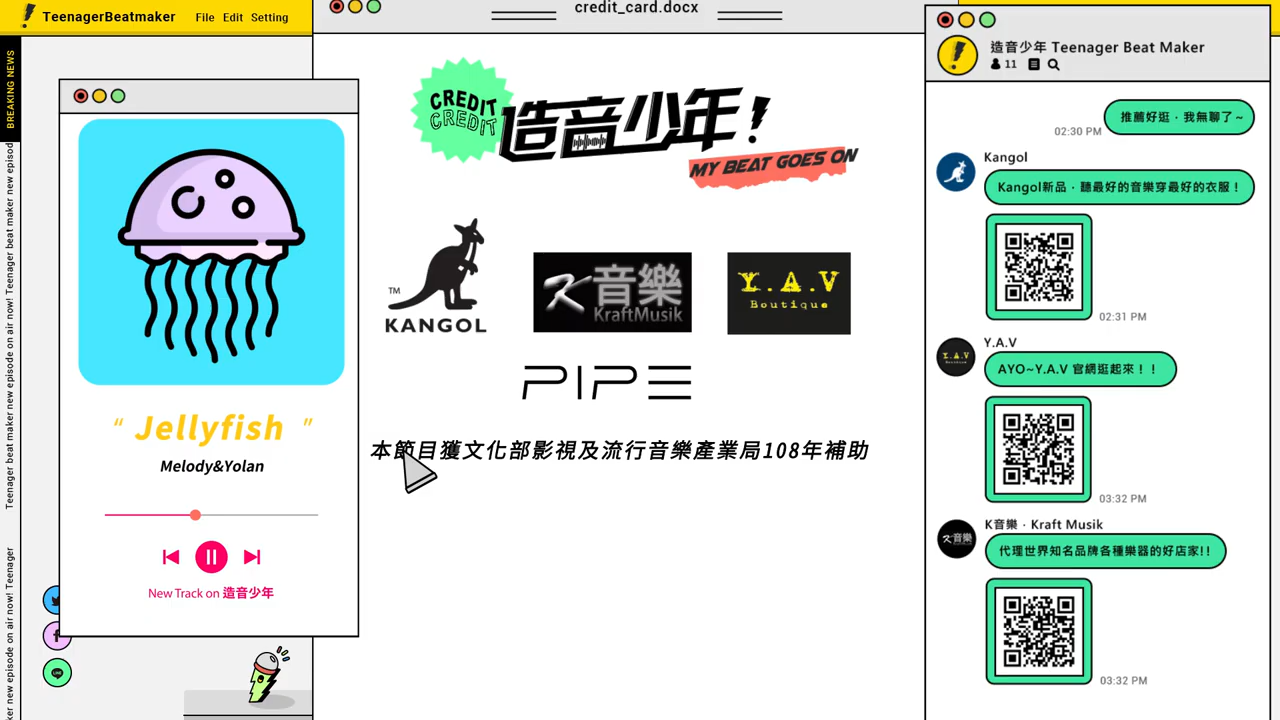 TeenagerBeatmaker
File Edit Setting
BREAKING NEWS
Teenager beat maker new episode on air now! Teenager beat maker new episod
ker new episode on air now! Teenager
“ Jellyfish ”
Melody&Yolan
New Track on 造音少年
credit_card.docx
CREDIT
CREDIT
造音少年!
MY BEAT GOES ON
TM
KANGOL
K音樂
KraftMusik
Y.A.V
Boutique
PIPE
本節目獲文化部影視及流行音樂產業局108年補助
造音少年 Teenager Beat Maker
11
推薦好逛，我無聊了~
02:30 PM
Kangol
Kangol新品，聽最好的音樂穿最好的衣服！
02:31 PM
Y.A.V
AYO~Y.A.V 官網逛起來！！
03:32 PM
K音樂．Kraft Musik
代理世界知名品牌各種樂器的好店家!!
03:32 PM